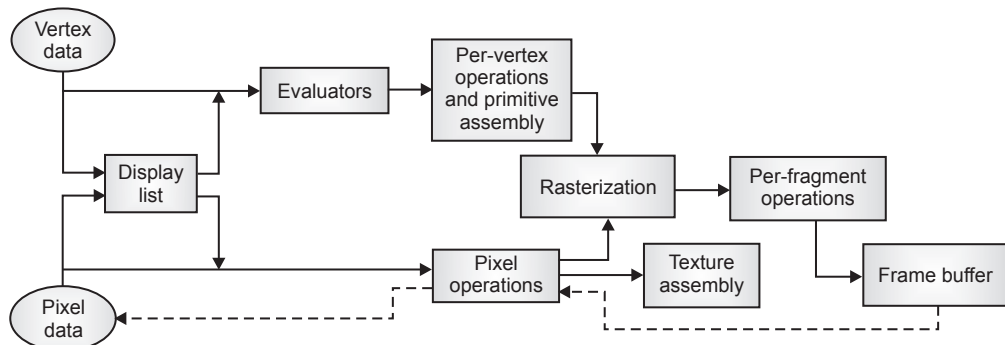 Vertex
data
Evaluators
Per-vertex
operations
and primitive
assembly
Display
list
Rasterization
Per-fragment
operations
Pixel
operations
Texture
assembly
Frame buffer
Pixel
data